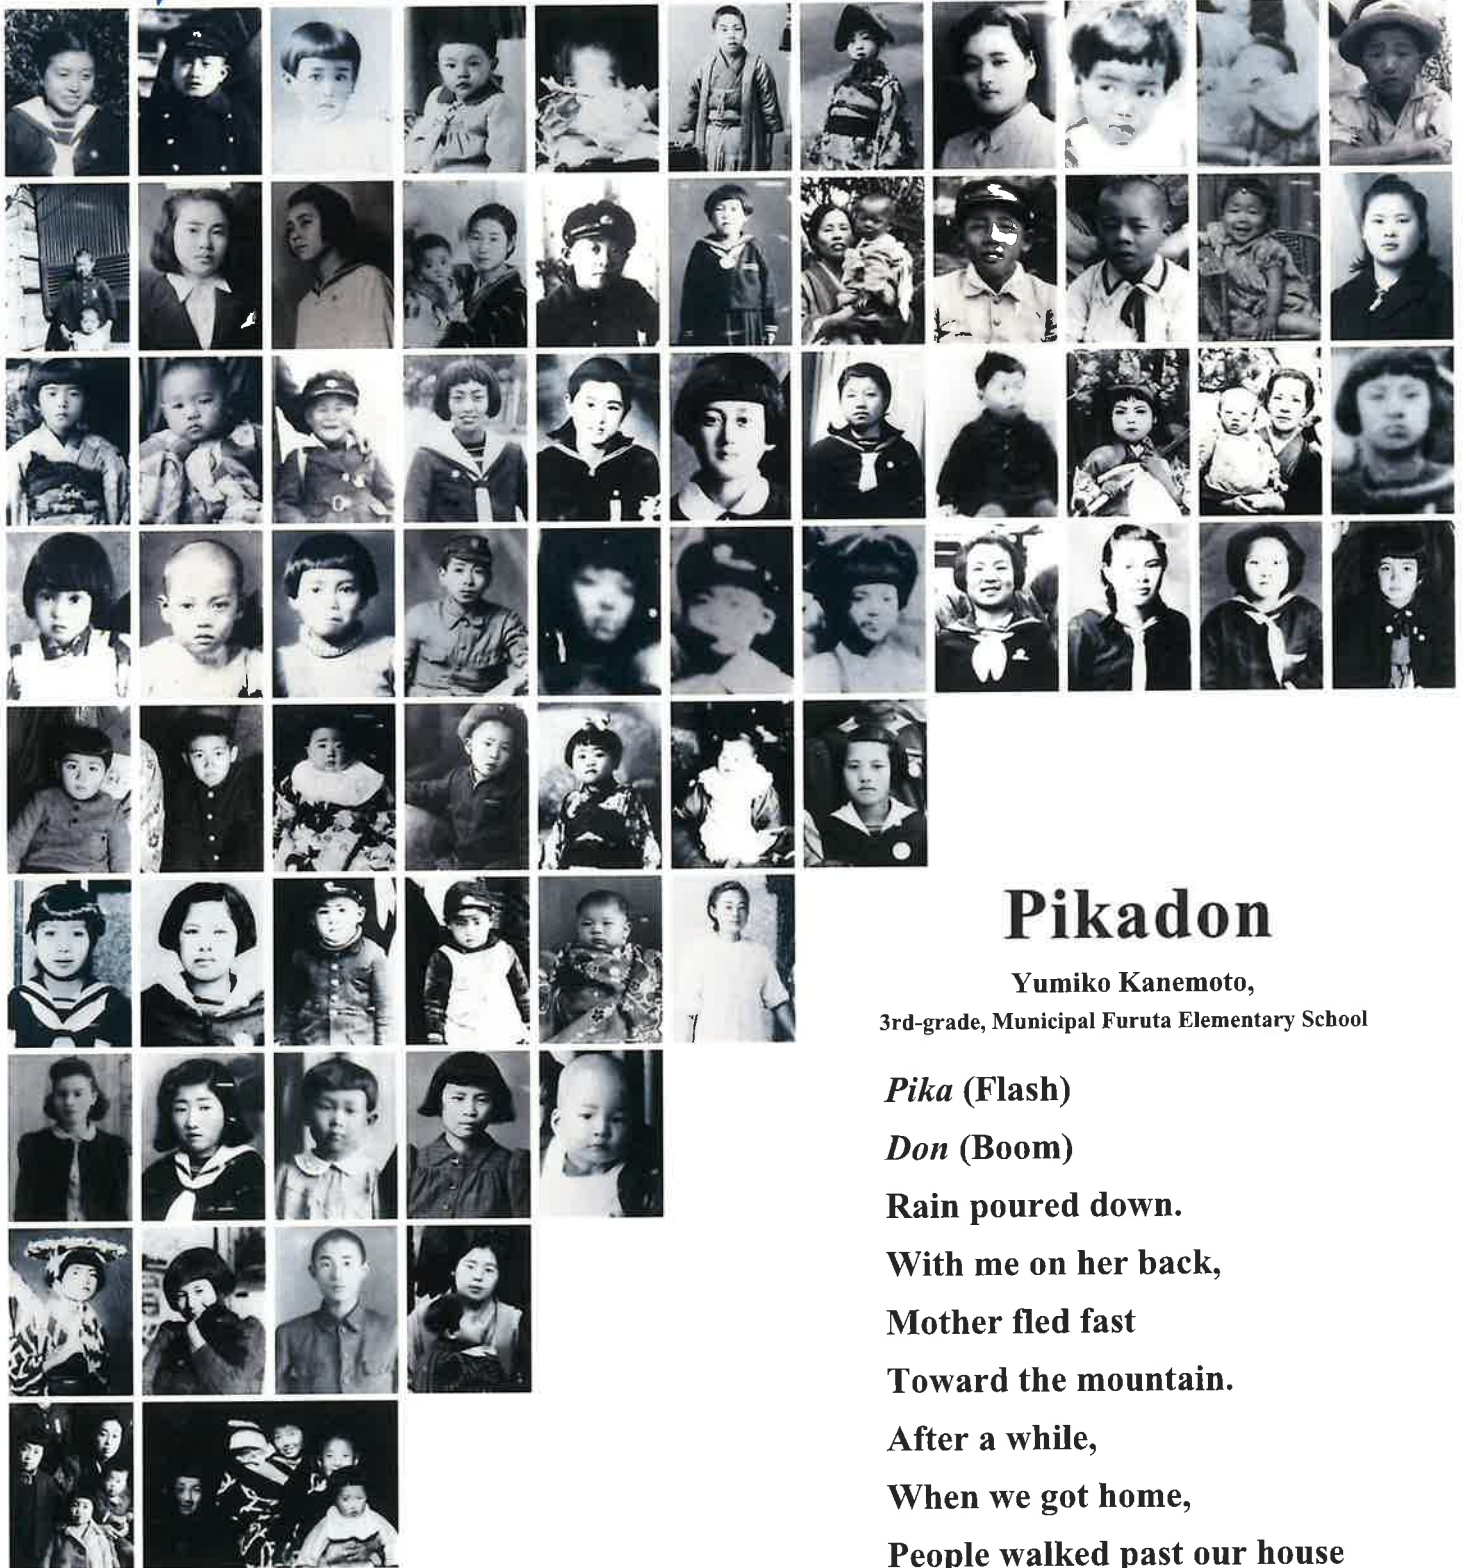 Pikadon
Yumiko Kanemoto,
3rd-grade, Municipal Furuta Elementary School
Pika (Flash)
Don (Boom)
Rain poured down.
With me on her back,
Mother fled fast
Toward the mountain.
After a while,
When we got home,
People walked past our house